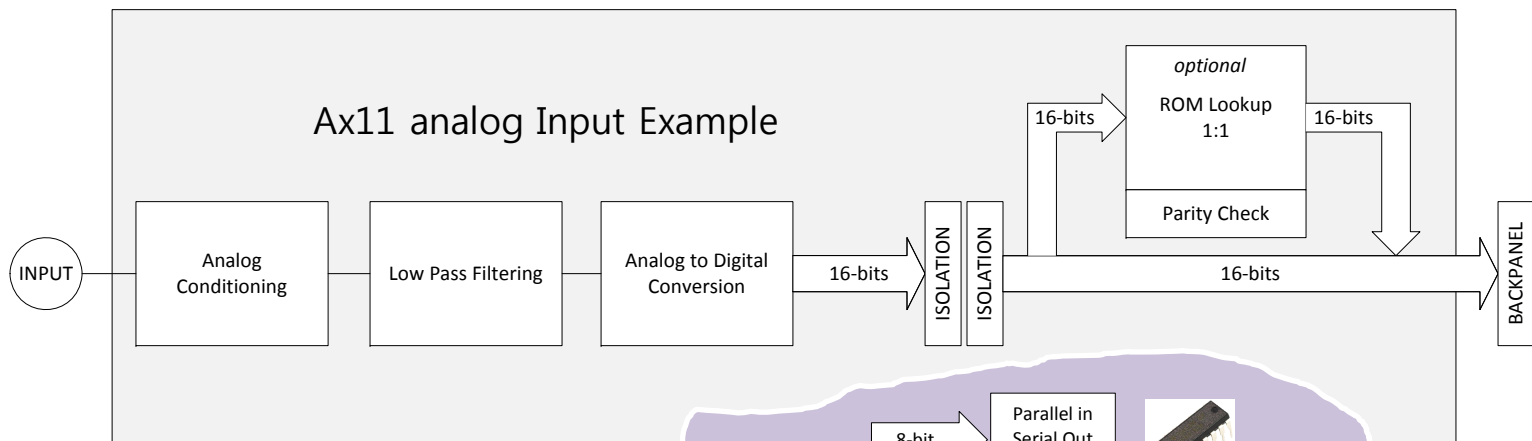 Ax11 analog Input Example
optional
ROM Lookup
1:1
Parity Check
16-bits
16-bits
INPUT
Analog
Conditioning
Low Pass Filtering
Analog to Digital
Conversion
16-bits
ISOLATION
ISOLATION
16-bits
BACKPANEL
Parallel in
Serial Out
8-bit